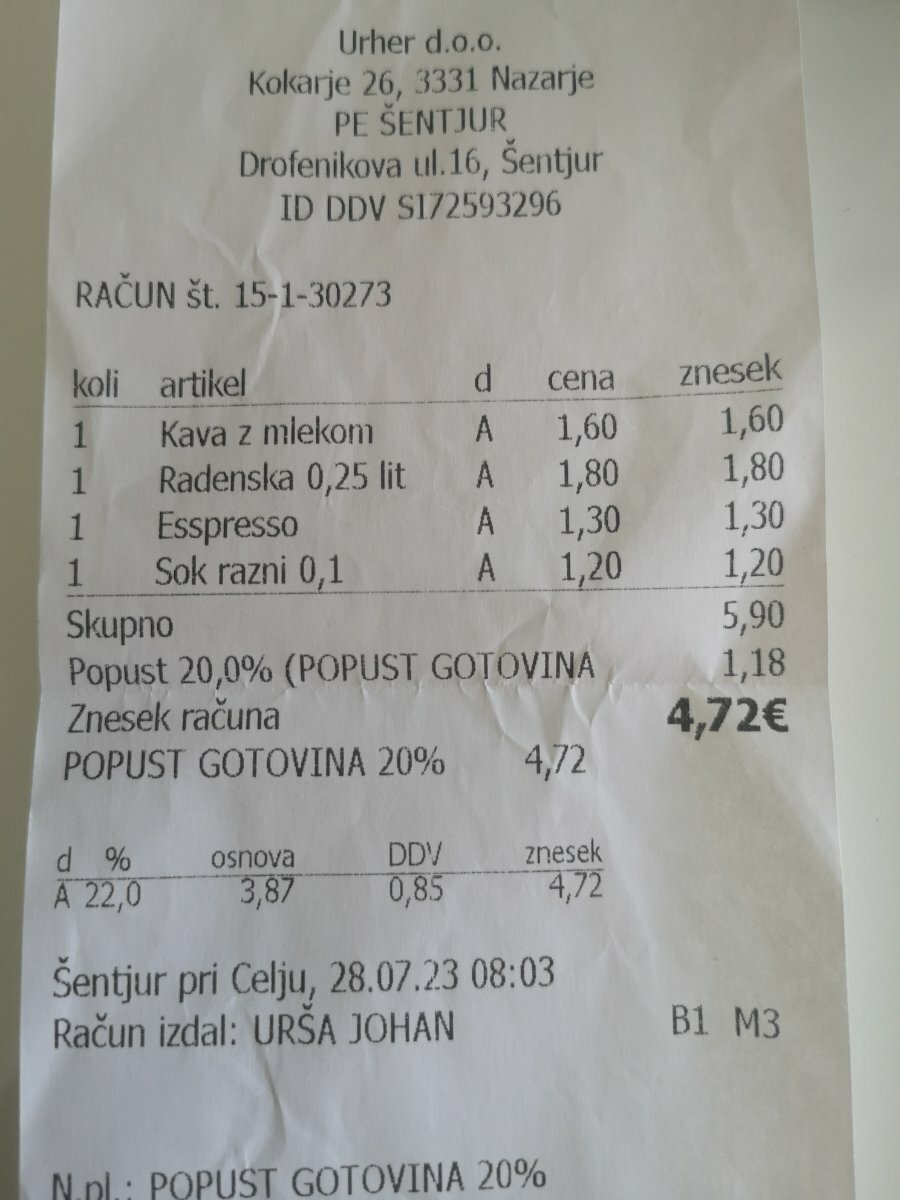 Urher d.o.o.
Kokarje 26, 3331 Nazarje
PE ŠENTJUR
Drofenikova ul.16, Šentjur
ID DDV SI72593296
RAČUN št. 15-1-30273
koli artikel d cena znesek
1 Kava z mlekom A 1,60 1,60
1 Radenska 0,25 lit A 1,80 1,80
1 Esspresso A 1,30 1,30
1 Sok razni 0,1 A 1,20 1,20
Skupno 5,90
Popust 20,0% (POPUST GOTOVINA 1,18
Znesek računa 4,72€
POPUST GOTOVINA 20% 4,72
d % osnova DDV znesek
A 22,0 3,87 0,85 4,72
Šentjur pri Celju, 28.07.23 08:03
Račun izdal: URŠA JOHAN B1 M3
N.pl.: POPUST GOTOVINA 20%